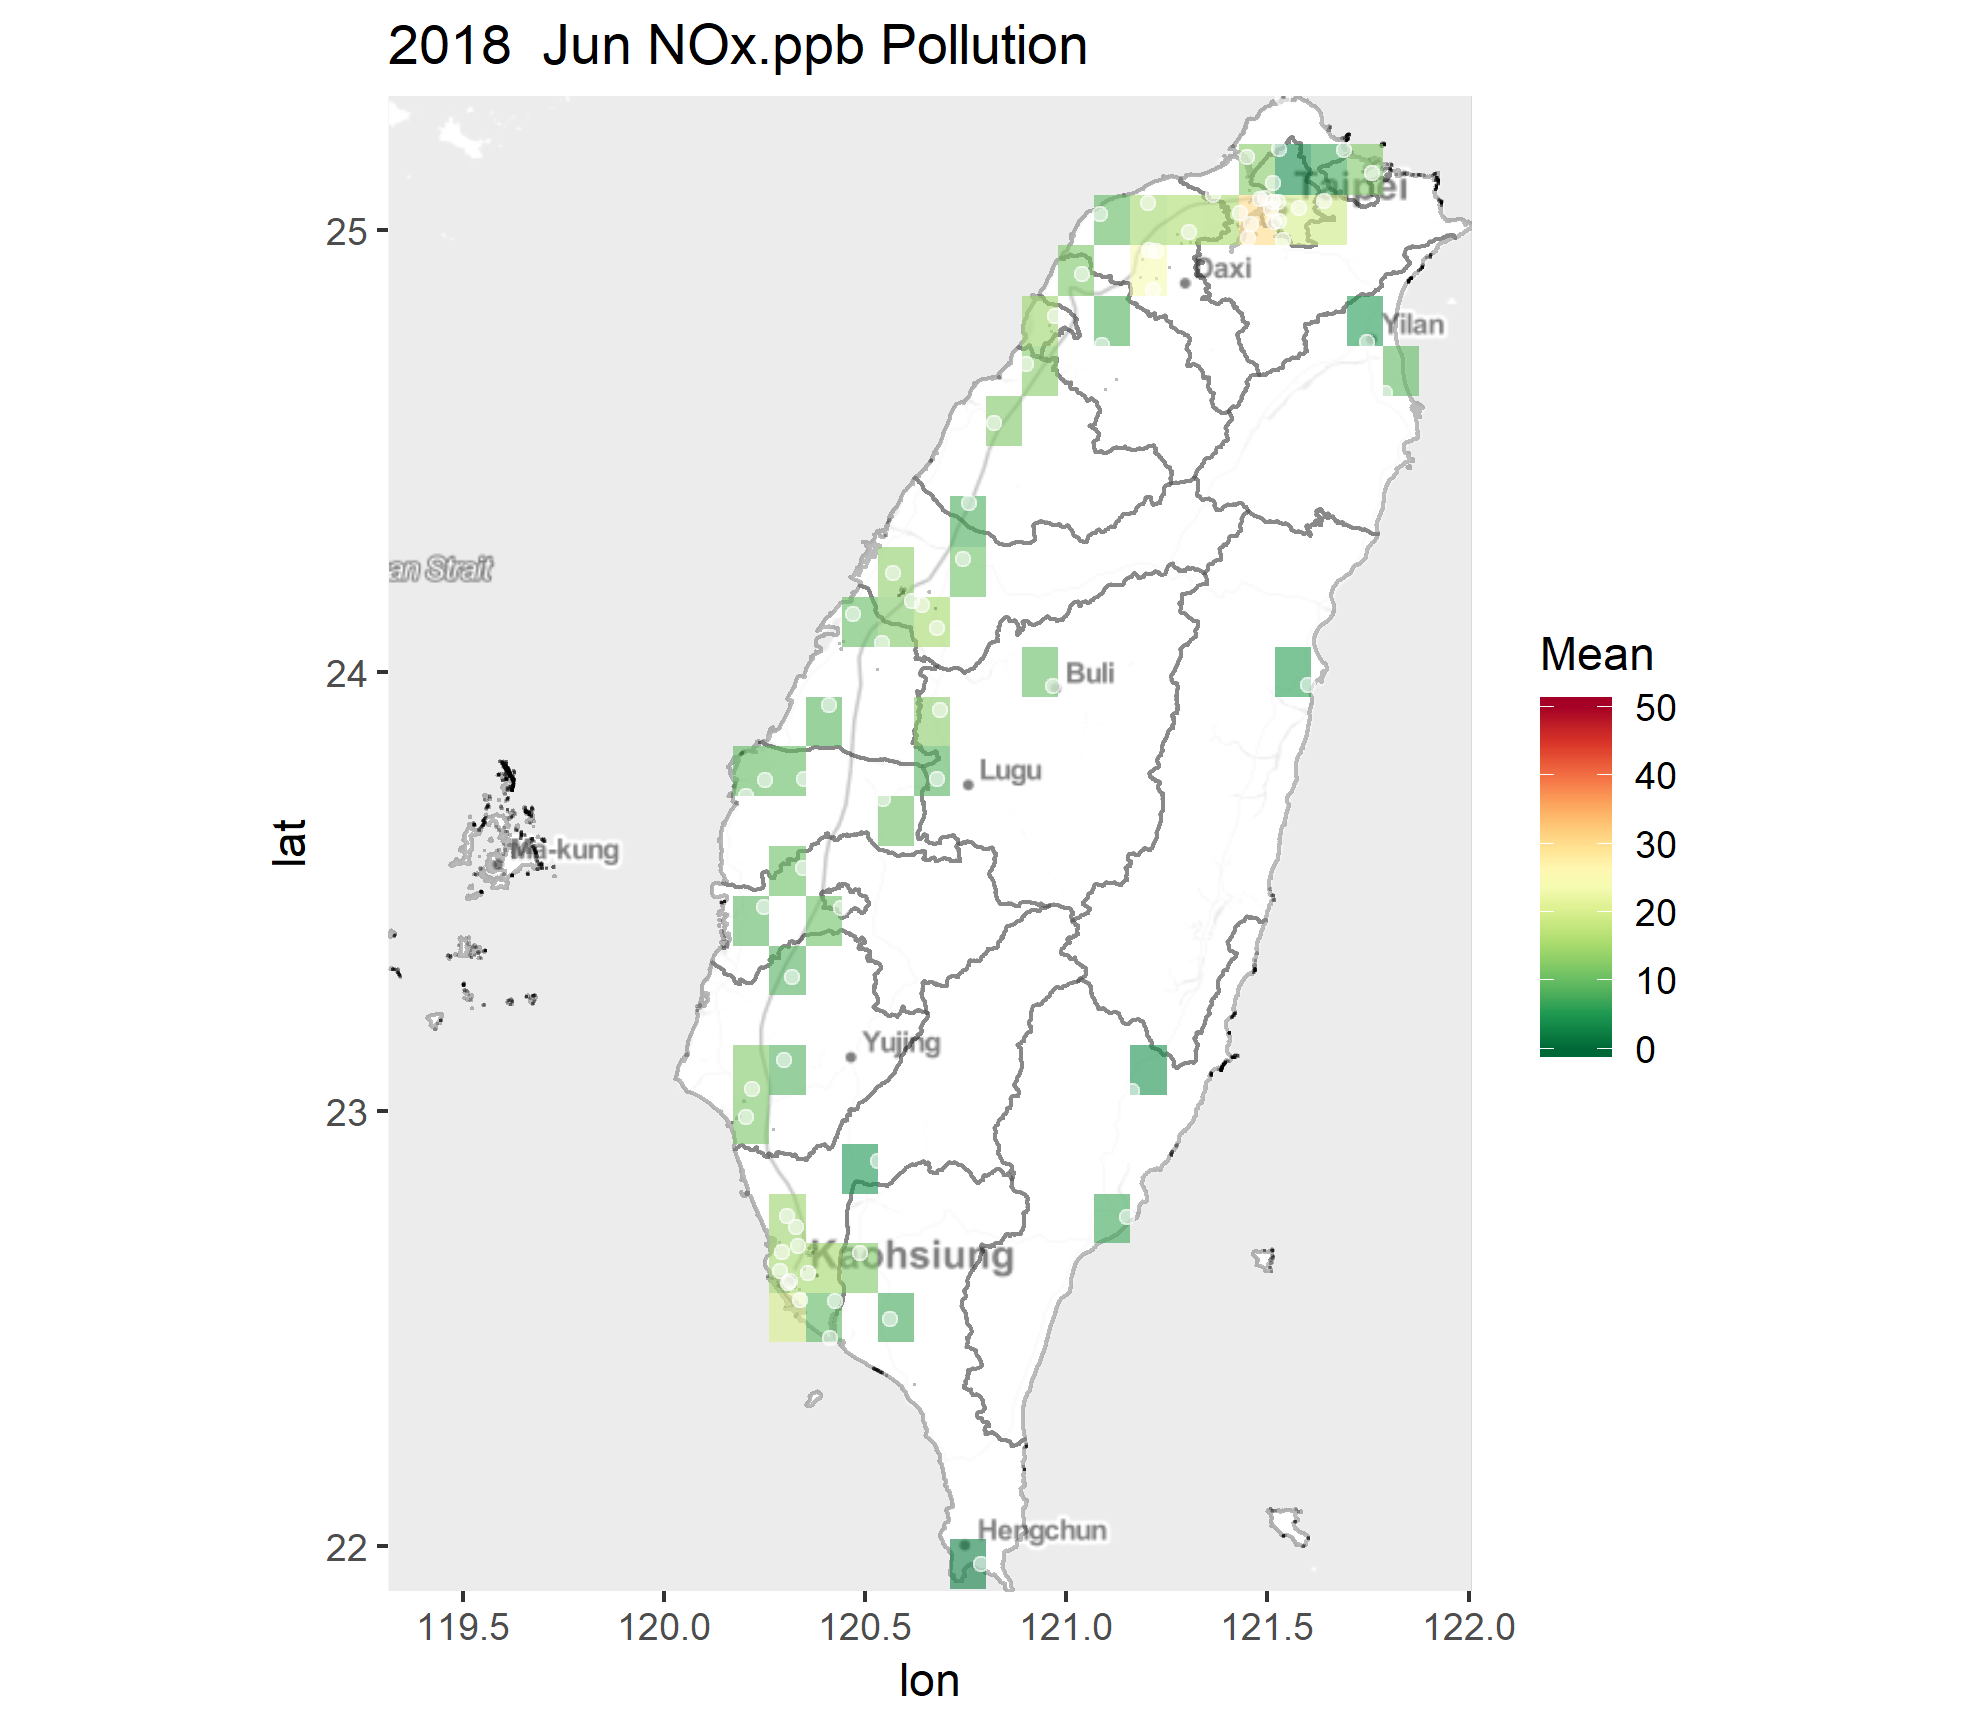 2018  Jun NOx.ppb Pollution
Taipei
25
Daxi
Yilan
an Strait
24
Buli
Mean
50
Lugu
40
lat
Ma-kung
30
20
10
Yujing
0
23
Kaohsiung
Hengchun
22
119.5 120.0 120.5 121.0 121.5 122.0
lon